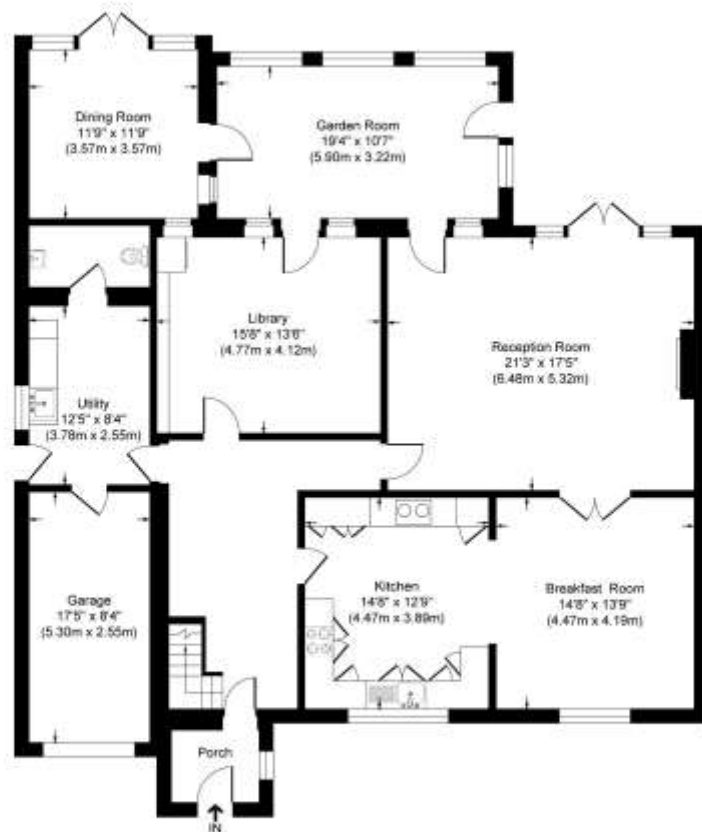 Dining Room
11'9" x 11'9"
(3.57m x 3.57m)
Garden Room
19'4" x 10'7"
(5.90m x 3.22m)
Library
15'8" x 13'6"
(4.77m x 4.12m)
Reception Room
21'3" x 17'5"
(6.48m x 5.32m)
Utility
12'5" x 8'4"
(3.78m x 2.55m)
Garage
17'5" x 8'4"
(5.30m x 2.55m)
Kitchen
14'8" x 12'9"
(4.47m x 3.89m)
Breakfast Room
14'8" x 13'9"
(4.47m x 4.19m)
Porch
IN